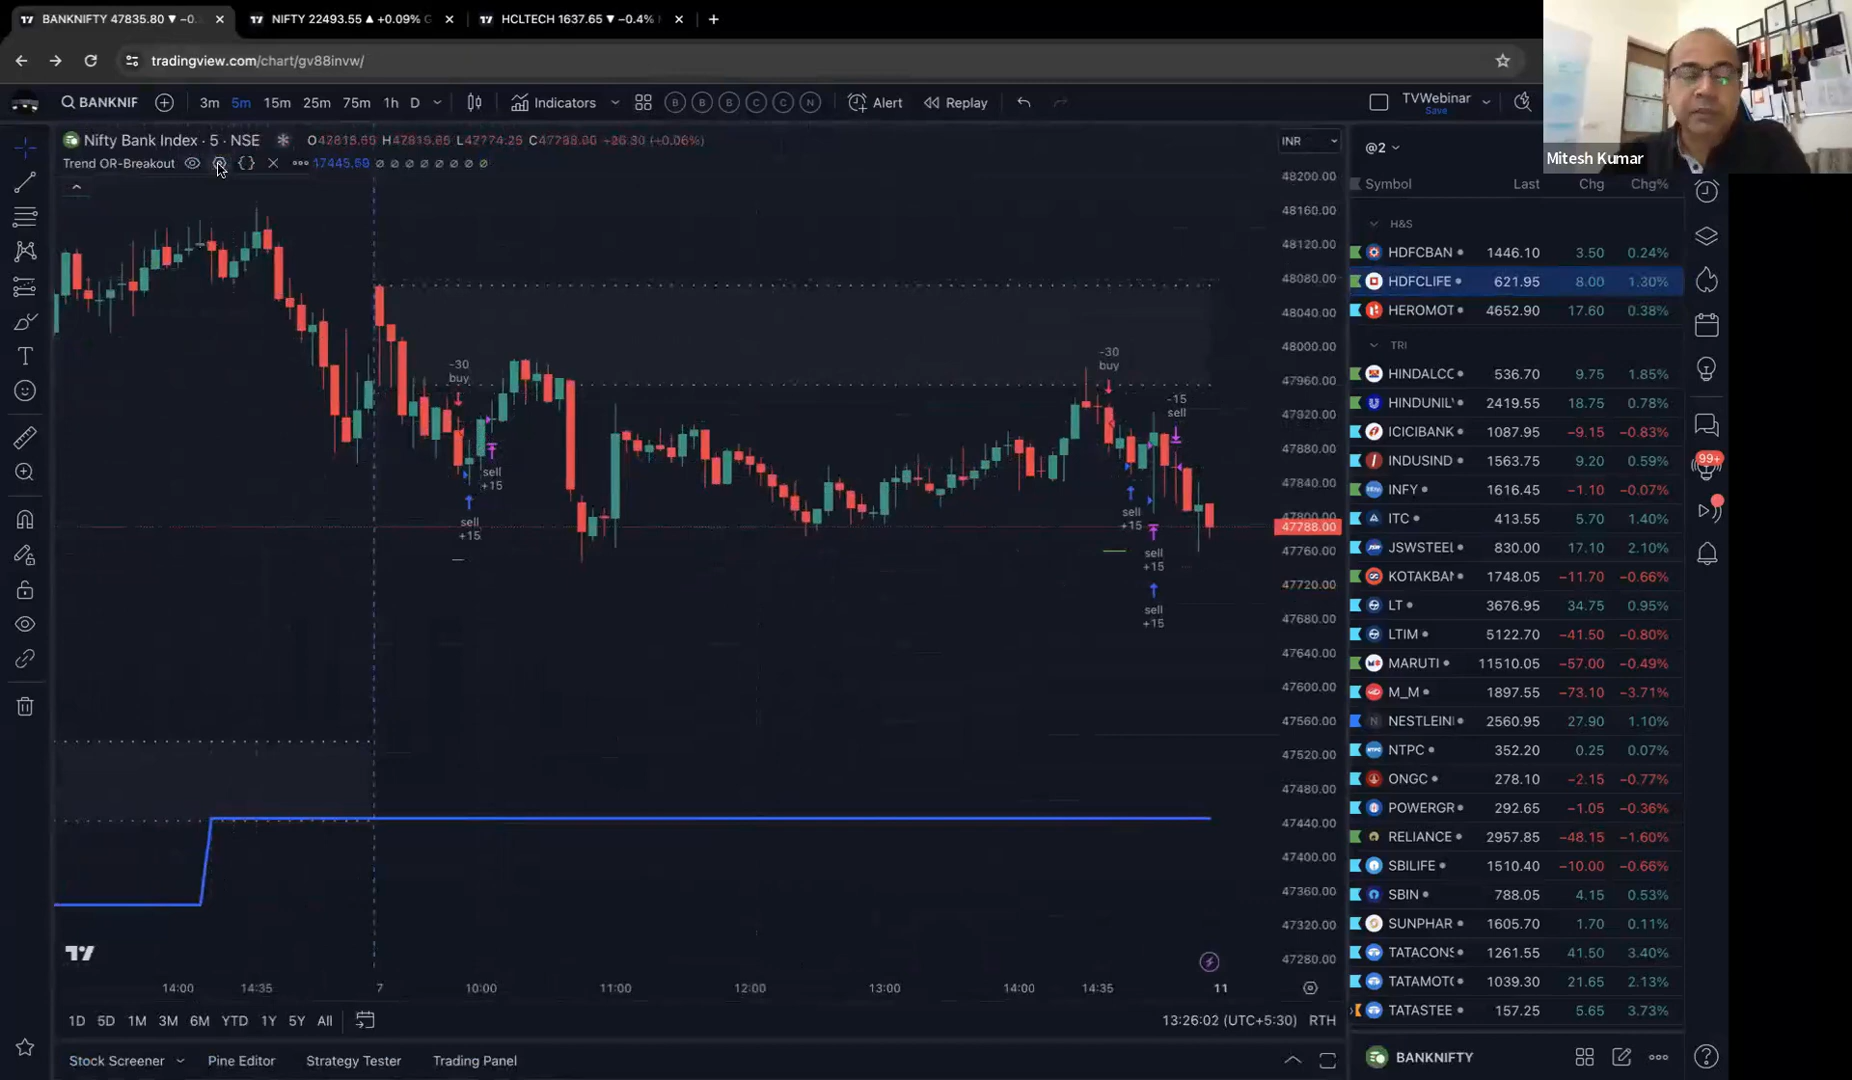 BANKNIFTY 47835.80 ▼ −0.
NIFTY 22493.55 ▲ +0.09%
HCLTECH 1637.65 ▼ −0.4%
tradingview.com/chart/gv88invw/
BANKNIF
3m 5m 15m 25m 75m 1h D
Indicators
Alert
Replay
TVWebinar
Save
Nifty Bank Index · 5 · NSE
C47788.00
(+0.06%)
Trend OR-Breakout
INR
@2
Mitesh Kumar
Symbol Last Chg Chg%
H&S
HDFCBAN 1446.10 3.50 0.24%
HDFCLIFE 621.95 8.00 1.30%
HEROMOT 4652.90 17.60 0.38%
TRI
HINDALCC 536.70 9.75 1.85%
HINDUNIL 2419.55 18.75 0.78%
ICICIBANK 1087.95 −9.15 −0.83%
INDUSIND 1563.75 9.20 0.59%
INFY 1616.45 −1.10 −0.07%
ITC 413.55 5.70 1.40%
JSWSTEEL 830.00 17.10 2.10%
KOTAKBAN 1748.05 −11.70 −0.66%
LT 3676.95 34.75 0.95%
LTIM 5122.70 −41.50 −0.80%
MARUTI 11510.05 −57.00 −0.49%
M_M 1897.55 −73.10 −3.71%
NESTLEIN 2560.95 27.90 1.10%
NTPC 352.20 0.25 0.07%
ONGC 278.10 −2.15 −0.77%
POWERGR 292.65 −1.05 −0.36%
RELIANCE 2957.85 −48.15 −1.60%
SBILIFE 1510.40 −10.00 −0.66%
SBIN 788.05 4.15 0.53%
SUNPHAR 1605.70 1.70 0.11%
TATACONS 1261.55 41.50 3.40%
TATAMOTO 1039.30 21.65 2.13%
TATASTEE 157.25 5.65 3.73%
BANKNIFTY
99+
48200.00
48160.00
48120.00
48080.00
48040.00
48000.00
47960.00
47920.00
47880.00
47840.00
47800.00
47788.00
47760.00
47720.00
47680.00
47640.00
47600.00
47560.00
47520.00
47480.00
47440.00
47400.00
47360.00
47320.00
47280.00
-30
buy
sell
+15
sell
+15
-30
buy
-15
sell
sell
+15
sell
+15
sell
+15
14:00 14:35 7 10:00 11:00 12:00 13:00 14:00 14:35 11
1D 5D 1M 3M 6M YTD 1Y 5Y All
13:26:02 (UTC+5:30) RTH
Stock Screener Pine Editor Strategy Tester Trading Panel